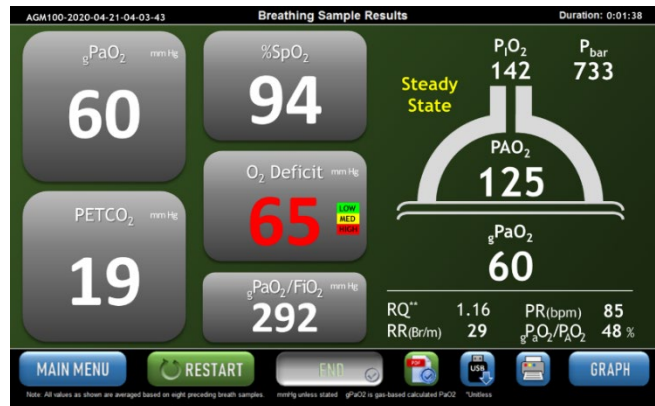 AGM100-2020-04-21-04-03-43 Breathing Sample Results Duration: 0:01:38
gPaO2 mm Hg
60
PETCO2 mm Hg
19
%SpO2
94
O2 Deficit mm Hg
65
LOW
MED
HIGH
gPaO2/FiO2 mm Hg
292
Steady
State
PIO2 Pbar
142 733
PAO2
125
gPaO2
60
RQ** 1.16 PR(bpm) 85
RR(Br/m) 29 gPaO2/PAO2 48 %
MAIN MENU
RESTART
END
PDF
USB
GRAPH
Note: All values as shown are averaged based on eight preceding breath samples. mmHg unless stated gPaO2 is gas-based calculated PaO2 *Unitless